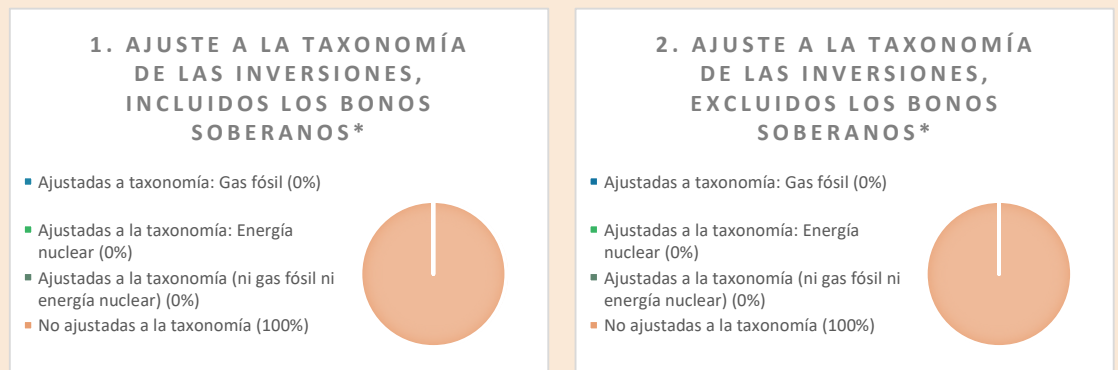 1. AJUSTE A LA TAXONOMÍA
DE LAS INVERSIONES,
INCLUIDOS LOS BONOS
SOBERANOS*
Ajustadas a taxonomía: Gas fósil (0%)
Ajustadas a la taxonomía: Energía
nuclear (0%)
Ajustadas a la taxonomía (ni gas fósil ni
energía nuclear) (0%)
No ajustadas a la taxonomía (100%)
2. AJUSTE A LA TAXONOMÍA
DE LAS INVERSIONES,
EXCLUIDOS LOS BONOS
SOBERANOS*
Ajustadas a taxonomía: Gas fósil (0%)
Ajustadas a la taxonomía: Energía
nuclear (0%)
Ajustadas a la taxonomía (ni gas fósil ni
energía nuclear) (0%)
No ajustadas a la taxonomía (100%)